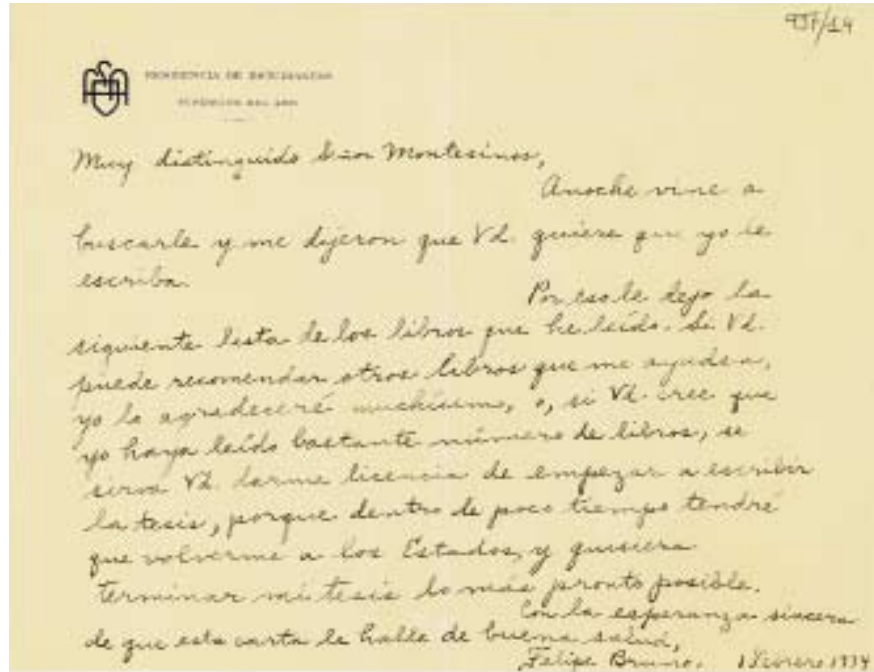 937/14
RESIDENCIA DE ESTUDIANTES
FUNDACIÓN DEL AMO
Muy distinguido Señor Montesinos,
Anoche vine a
buscarle y me dijeron que Vd. quiere que yo le
escriba.
Por eso le dejo la
siguiente lista de los libros que he leído. Si Vd.
puede recomendar otros libros que me ayuden,
yo lo agradeceré muchísimo, o, si Vd. cree que
yo haya leído bastante número de libros, se
sirva Vd. darme licencia de empezar a escribir
la tesis, porque dentro de poco tiempo tendré
que volverme a los Estados, y quisiera
terminar mi tesis lo más pronto posible.
Con la esperanza sincera
de que esta carta le halle de buena salud,
Felipe Bruno. 1 Febrero 1934